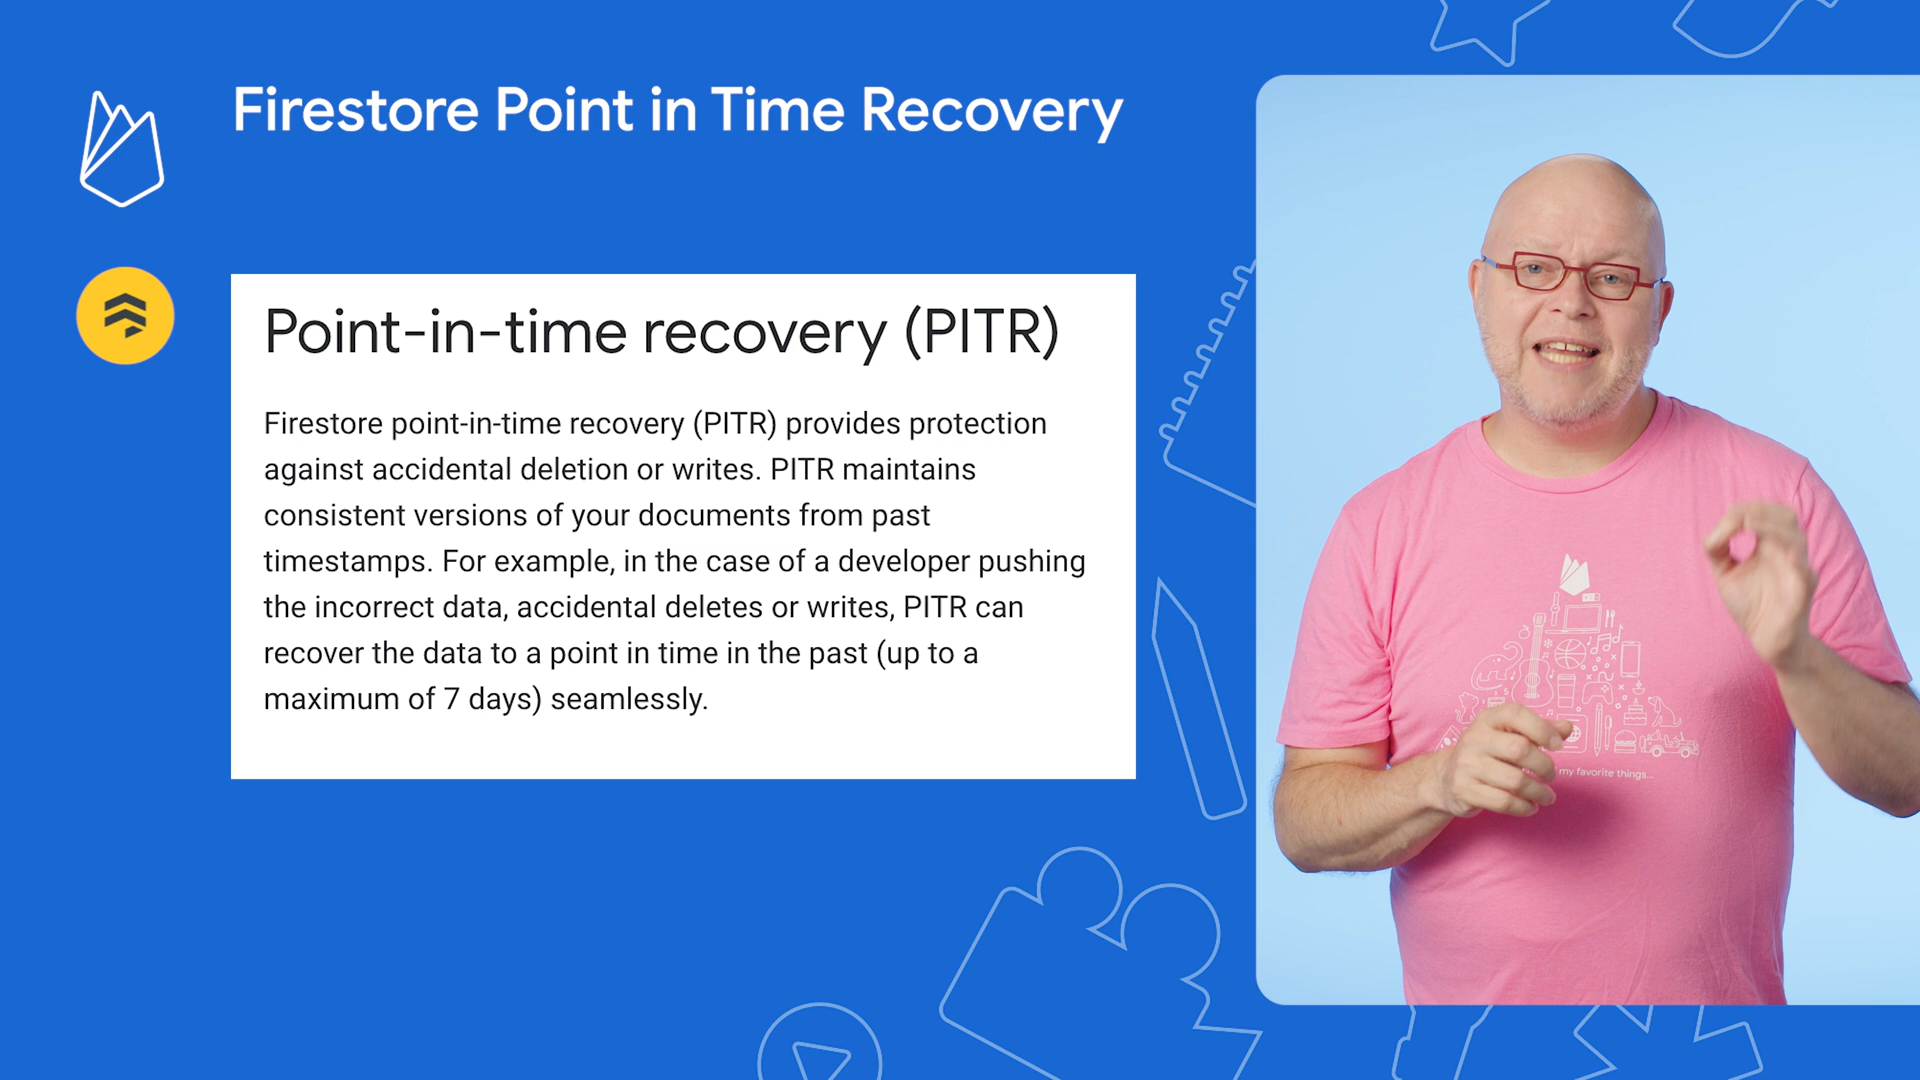 Firestore Point in Time Recovery
Point-in-time recovery (PITR)
Firestore point-in-time recovery (PITR) provides protection
against accidental deletion or writes. PITR maintains
consistent versions of your documents from past
timestamps. For example, in the case of a developer pushing
the incorrect data, accidental deletes or writes, PITR can
recover the data to a point in time in the past (up to a
maximum of 7 days) seamlessly.
my favorite things...